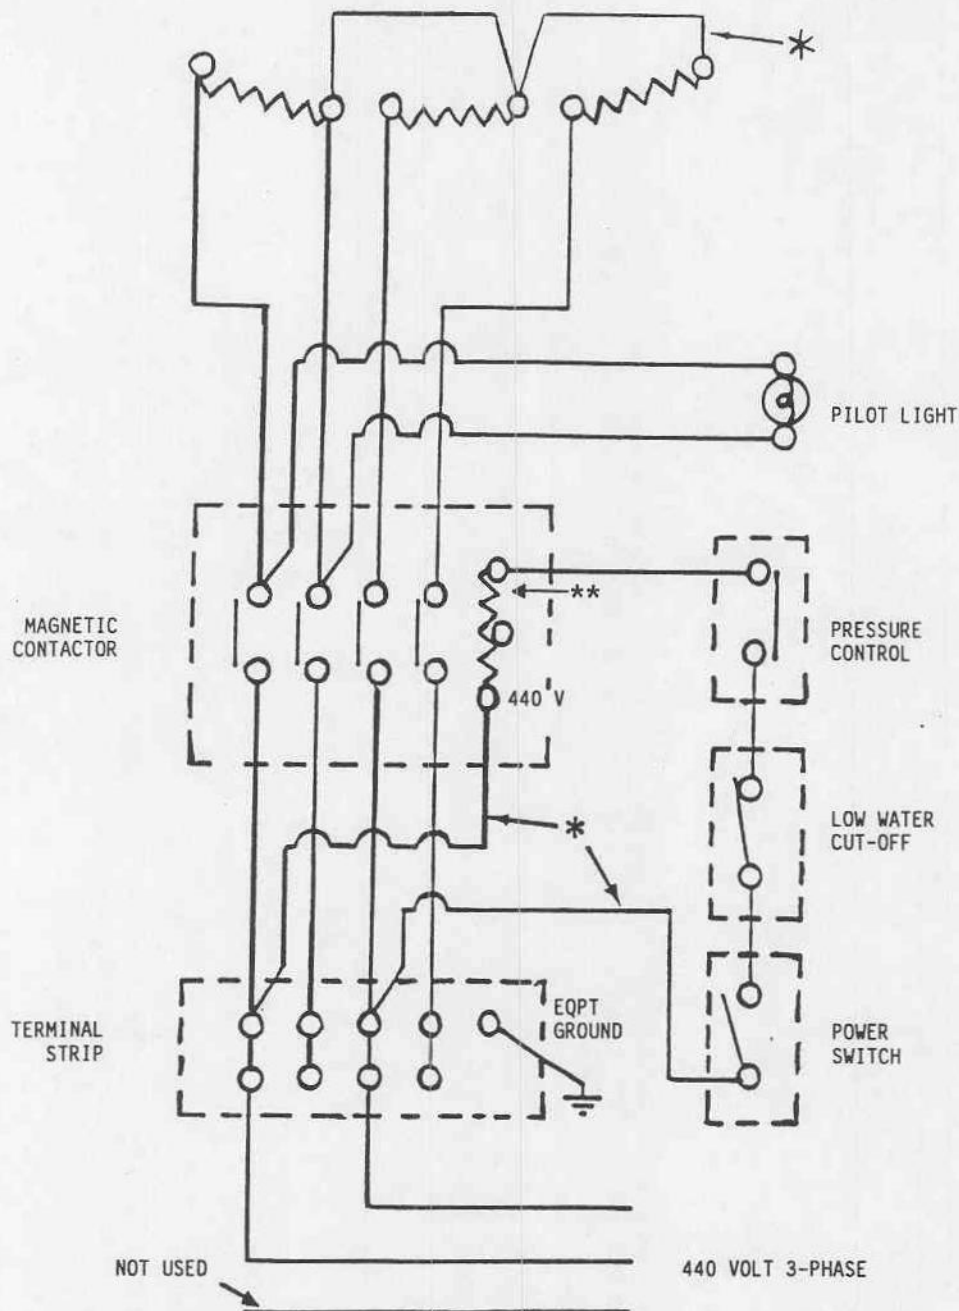 *
PILOT LIGHT
MAGNETIC
CONTACTOR
**
PRESSURE
CONTROL
440 V
*
LOW WATER
CUT-OFF
EQPT
GROUND
TERMINAL
STRIP
POWER
SWITCH
NOT USED
440 VOLT 3-PHASE